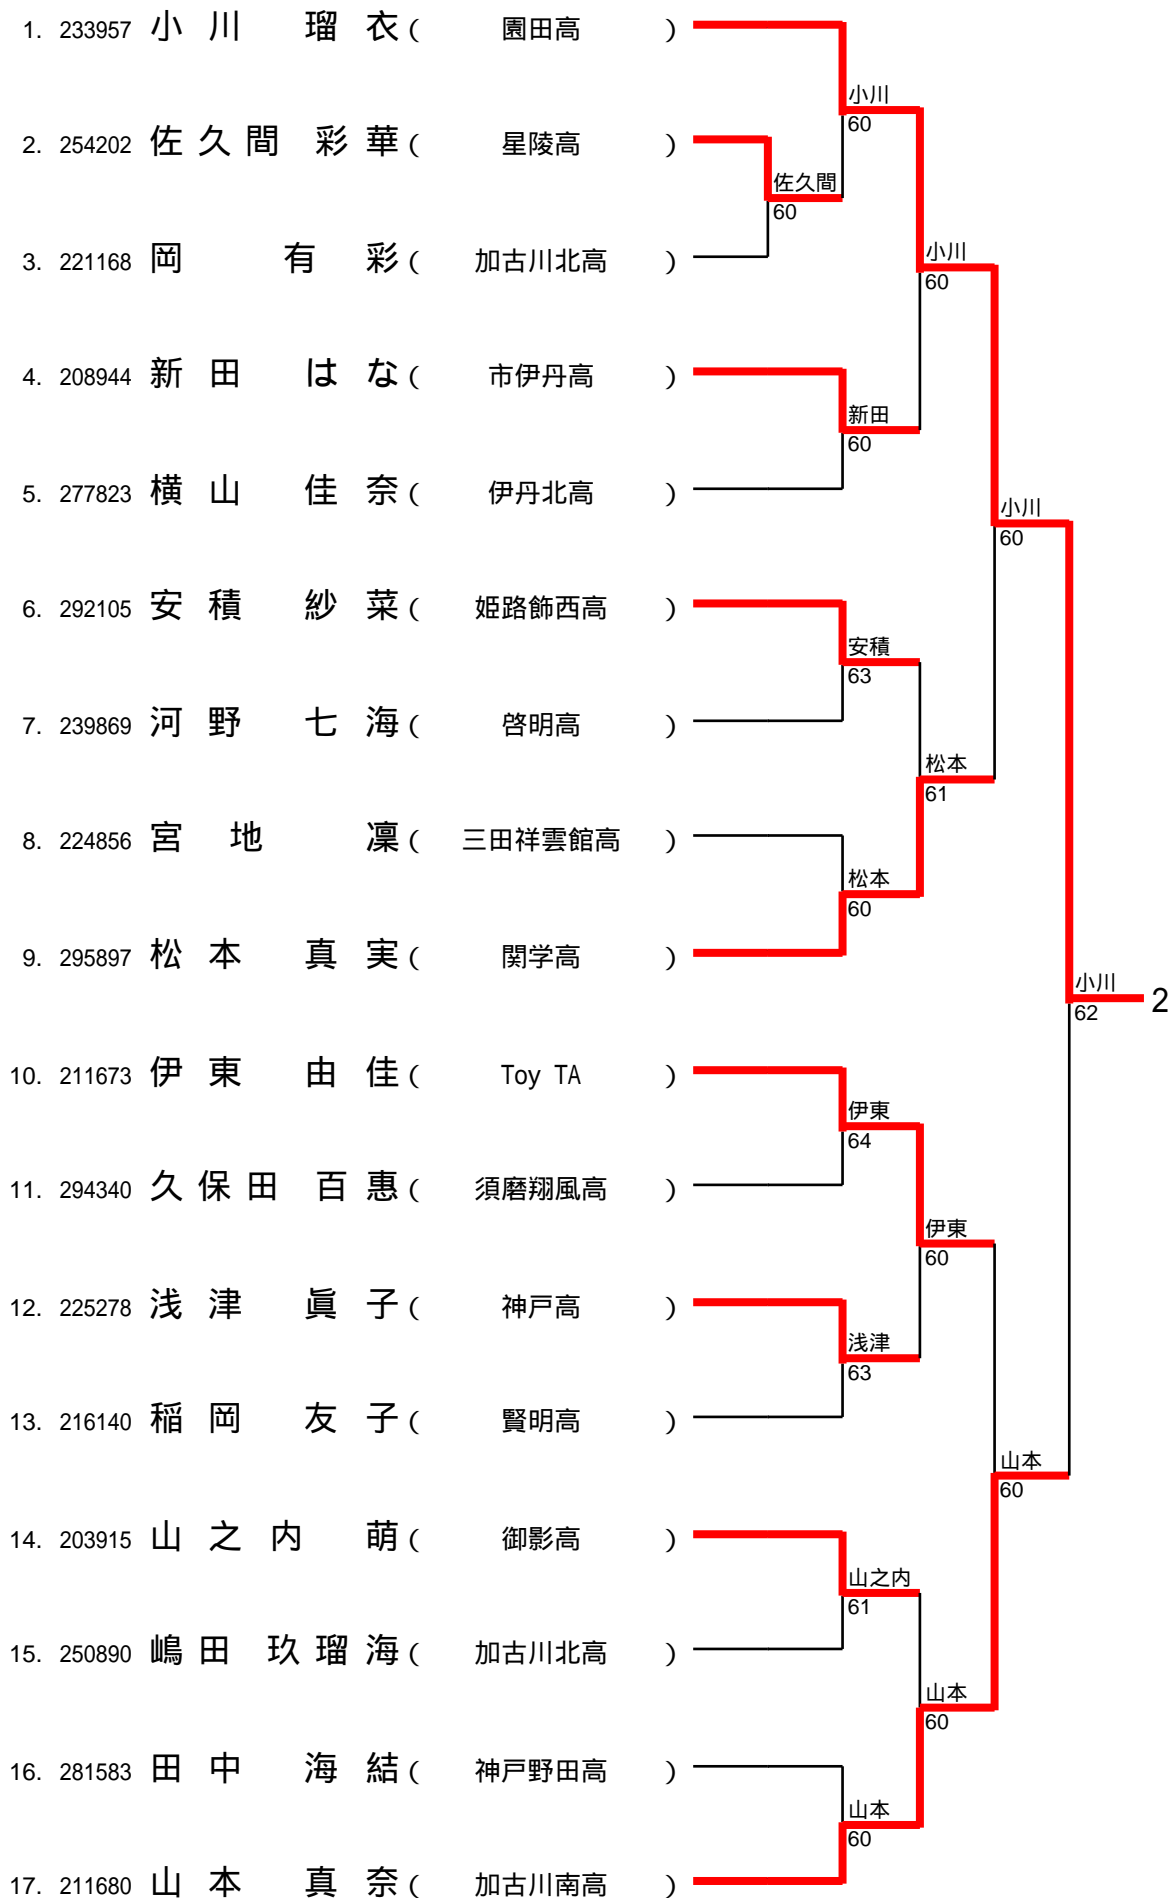 1. 233957 小川 瑠衣 ( 園田高 )
小川
60
2. 254202 佐久間 彩華 ( 星陵高 )
佐久間
60
3. 221168 岡 有彩 ( 加古川北高 )
小川
60
4. 208944 新田 はな ( 市伊丹高 )
新田
60
5. 277823 横山 佳奈 ( 伊丹北高 )
小川
60
6. 292105 安積 紗菜 ( 姫路飾西高 )
安積
63
7. 239869 河野 七海 ( 啓明高 )
松本
61
8. 224856 宮地 凜 ( 三田祥雲館高 )
松本
60
9. 295897 松本 真実 ( 関学高 )
小川
62
2
10. 211673 伊東 由佳 ( Toy TA )
伊東
64
11. 294340 久保田 百惠 ( 須磨翔風高 )
伊東
60
12. 225278 浅津 眞子 ( 神戸高 )
浅津
63
13. 216140 稲岡 友子 ( 賢明高 )
山本
60
14. 203915 山之内 萌 ( 御影高 )
山之内
61
15. 250890 嶋田 玖瑠海 ( 加古川北高 )
山本
60
16. 281583 田中 海結 ( 神戸野田高 )
山本
60
17. 211680 山本 真奈 ( 加古川南高 )